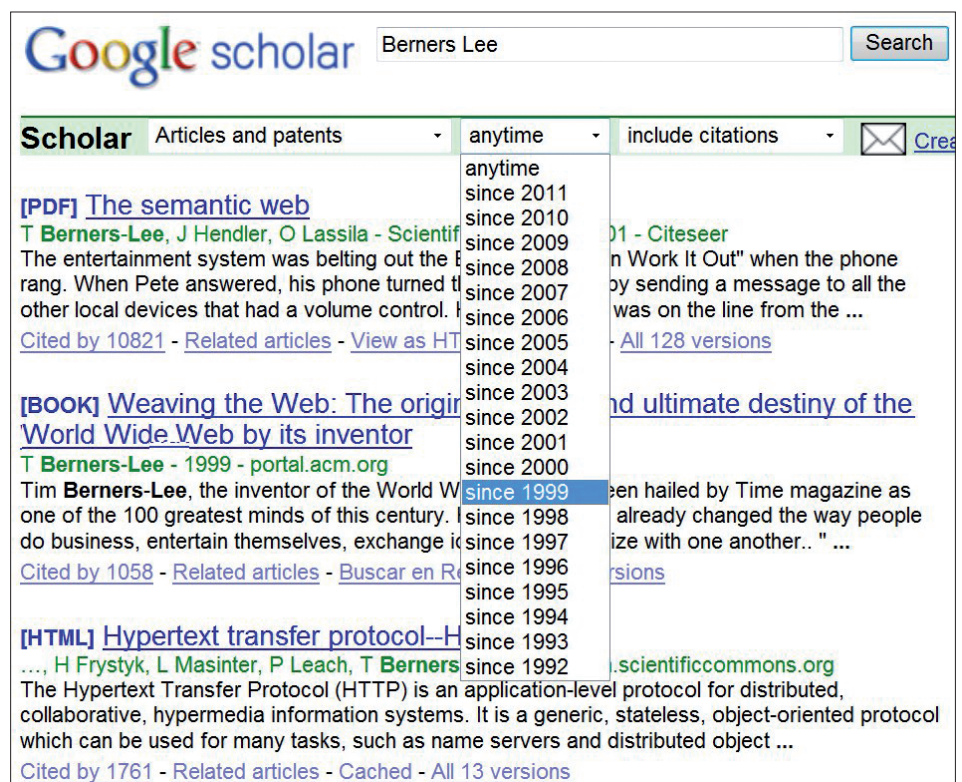 Google scholar Berners Lee Search
Scholar Articles and patents anytime include citations Crea
anytime
since 2011
since 2010
since 2009
since 2008
since 2007
since 2006
since 2005
since 2004
since 2003
since 2002
since 2001
since 2000
since 1999
since 1998
since 1997
since 1996
since 1995
since 1994
since 1993
since 1992
[PDF] The semantic web
T Berners-Lee, J Hendler, O Lassila - Scientif 01 - Citeseer
The entertainment system was belting out the n Work It Out" when the phone
rang. When Pete answered, his phone turned t by sending a message to all the
other local devices that had a volume control. was on the line from the ...
Cited by 10821 - Related articles - View as HT - All 128 versions
[BOOK] Weaving the Web: The origin nd ultimate destiny of the
World Wide Web by its inventor
T Berners-Lee - 1999 - portal.acm.org
Tim Berners-Lee, the inventor of the World W een hailed by Time magazine as
one of the 100 greatest minds of this century. already changed the way people
do business, entertain themselves, exchange ize with one another.. " ...
Cited by 1058 - Related articles - Buscar en Re rsions
[HTML] Hypertext transfer protocol--H
..., H Frystyk, L Masinter, P Leach, T Berners .scientificcommons.org
The Hypertext Transfer Protocol (HTTP) is an application-level protocol for distributed,
collaborative, hypermedia information systems. It is a generic, stateless, object-oriented protocol
which can be used for many tasks, such as name servers and distributed object ...
Cited by 1761 - Related articles - Cached - All 13 versions